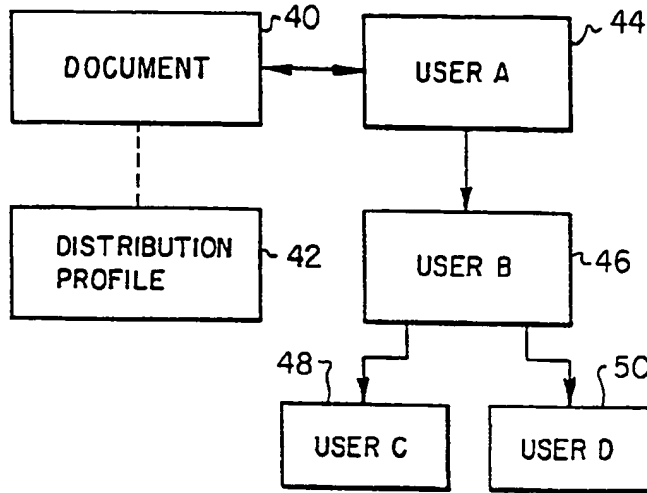 40
44
DOCUMENT
USER A
DISTRIBUTION
PROFILE
42
USER B
46
48
50
USER C
USER D